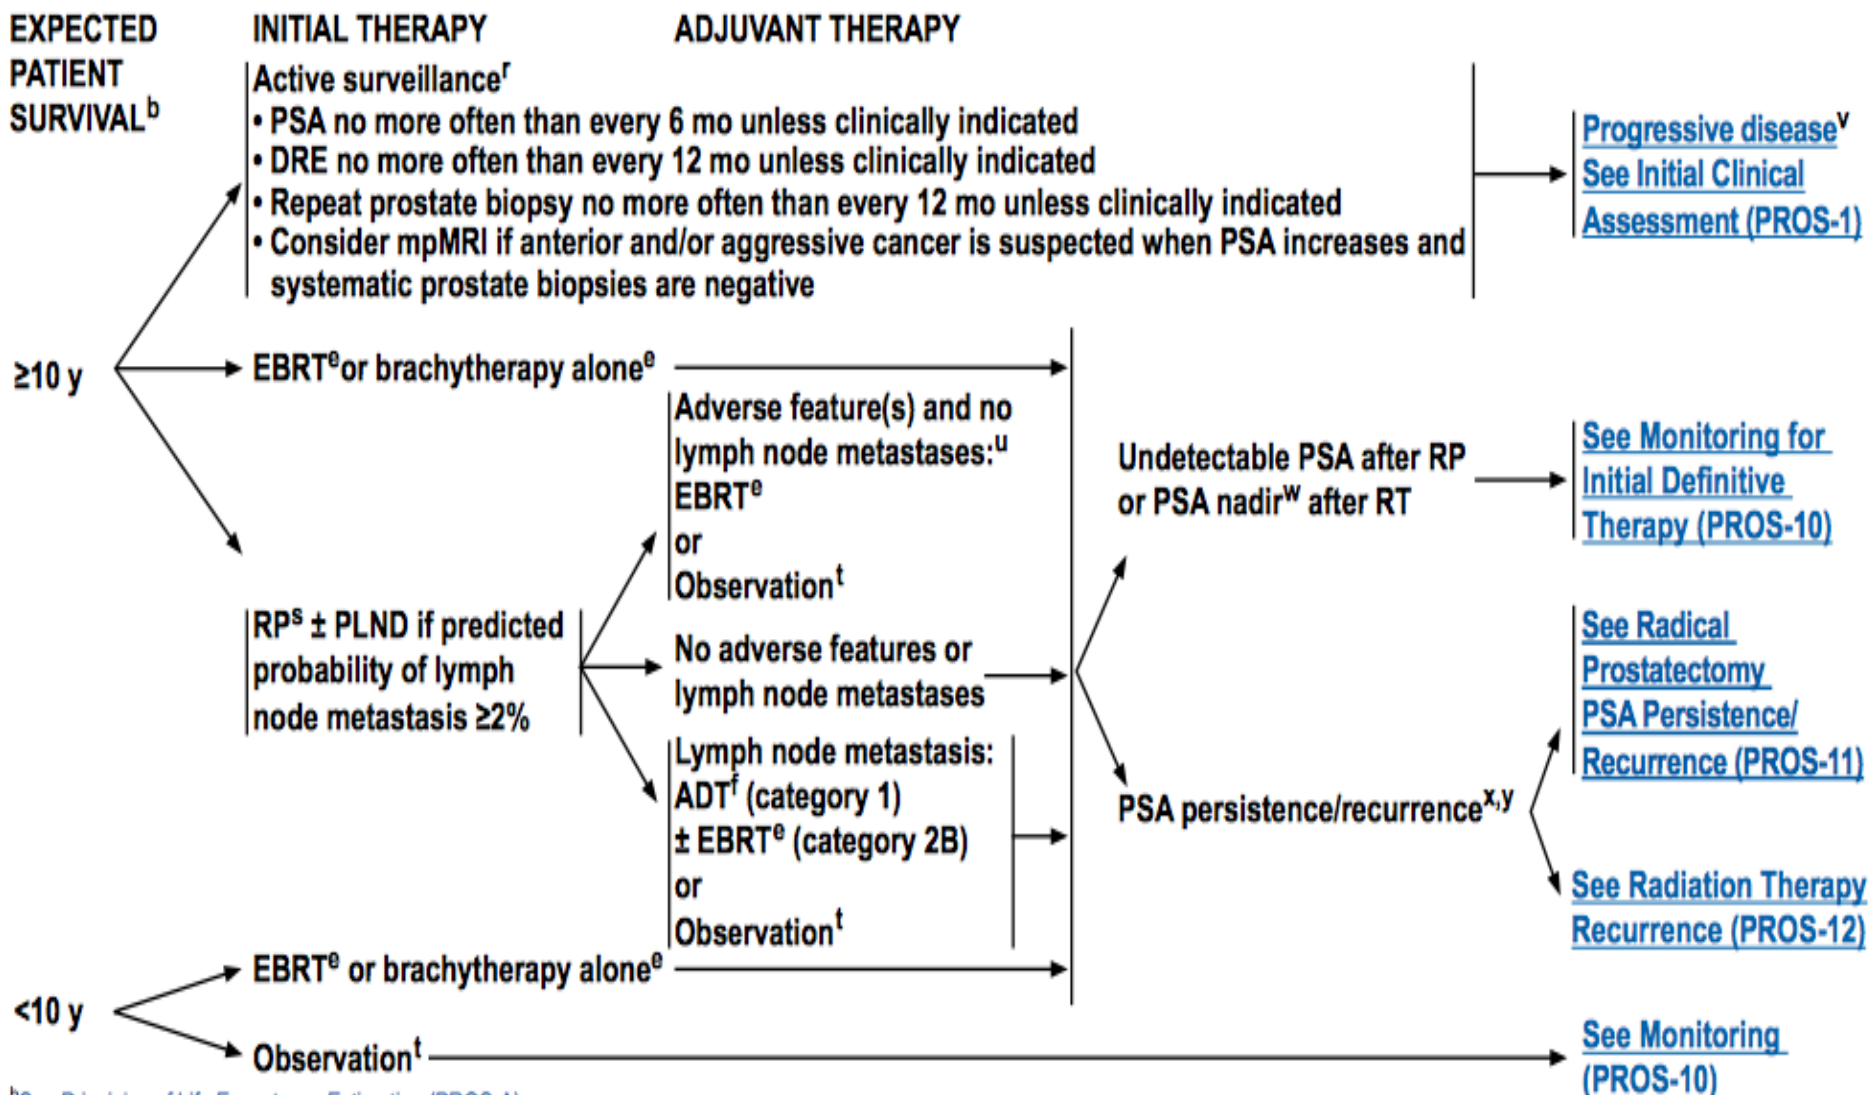 EXPECTED
PATIENT
SURVIVALb
INITIAL THERAPY
ADJUVANT THERAPY
Active surveillancer
• PSA no more often than every 6 mo unless clinically indicated
• DRE no more often than every 12 mo unless clinically indicated
• Repeat prostate biopsy no more often than every 12 mo unless clinically indicated
• Consider mpMRI if anterior and/or aggressive cancer is suspected when PSA increases and
systematic prostate biopsies are negative
Progressive diseasev
See Initial Clinical
Assessment (PROS-1)
≥10 y
EBRTe or brachytherapy alonee
RPs ± PLND if predicted
probability of lymph
node metastasis ≥2%
Adverse feature(s) and no
lymph node metastases:u
EBRTe
or
Observationt
No adverse features or
lymph node metastases
Lymph node metastasis:
ADTf (category 1)
± EBRTe (category 2B)
or
Observationt
Undetectable PSA after RP
or PSA nadirw after RT
See Monitoring for
Initial Definitive
Therapy (PROS-10)
PSA persistence/recurrencex,y
See Radical
Prostatectomy
PSA Persistence/
Recurrence (PROS-11)
See Radiation Therapy
Recurrence (PROS-12)
<10 y
EBRTe or brachytherapy alonee
Observationt
See Monitoring
(PROS-10)